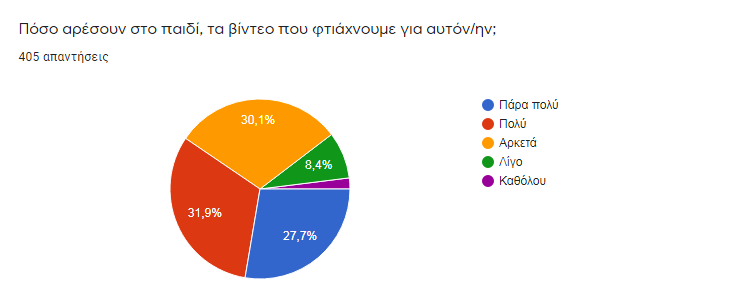 Πόσο αρέσουν στο παιδί, τα βίντεο που φτιάχνουμε για αυτόν/ην;
405 απαντήσεις
30,1%
8,4%
31,9%
27,7%
Πάρα πολύ
Πολύ
Αρκετά
Λίγο
Καθόλου